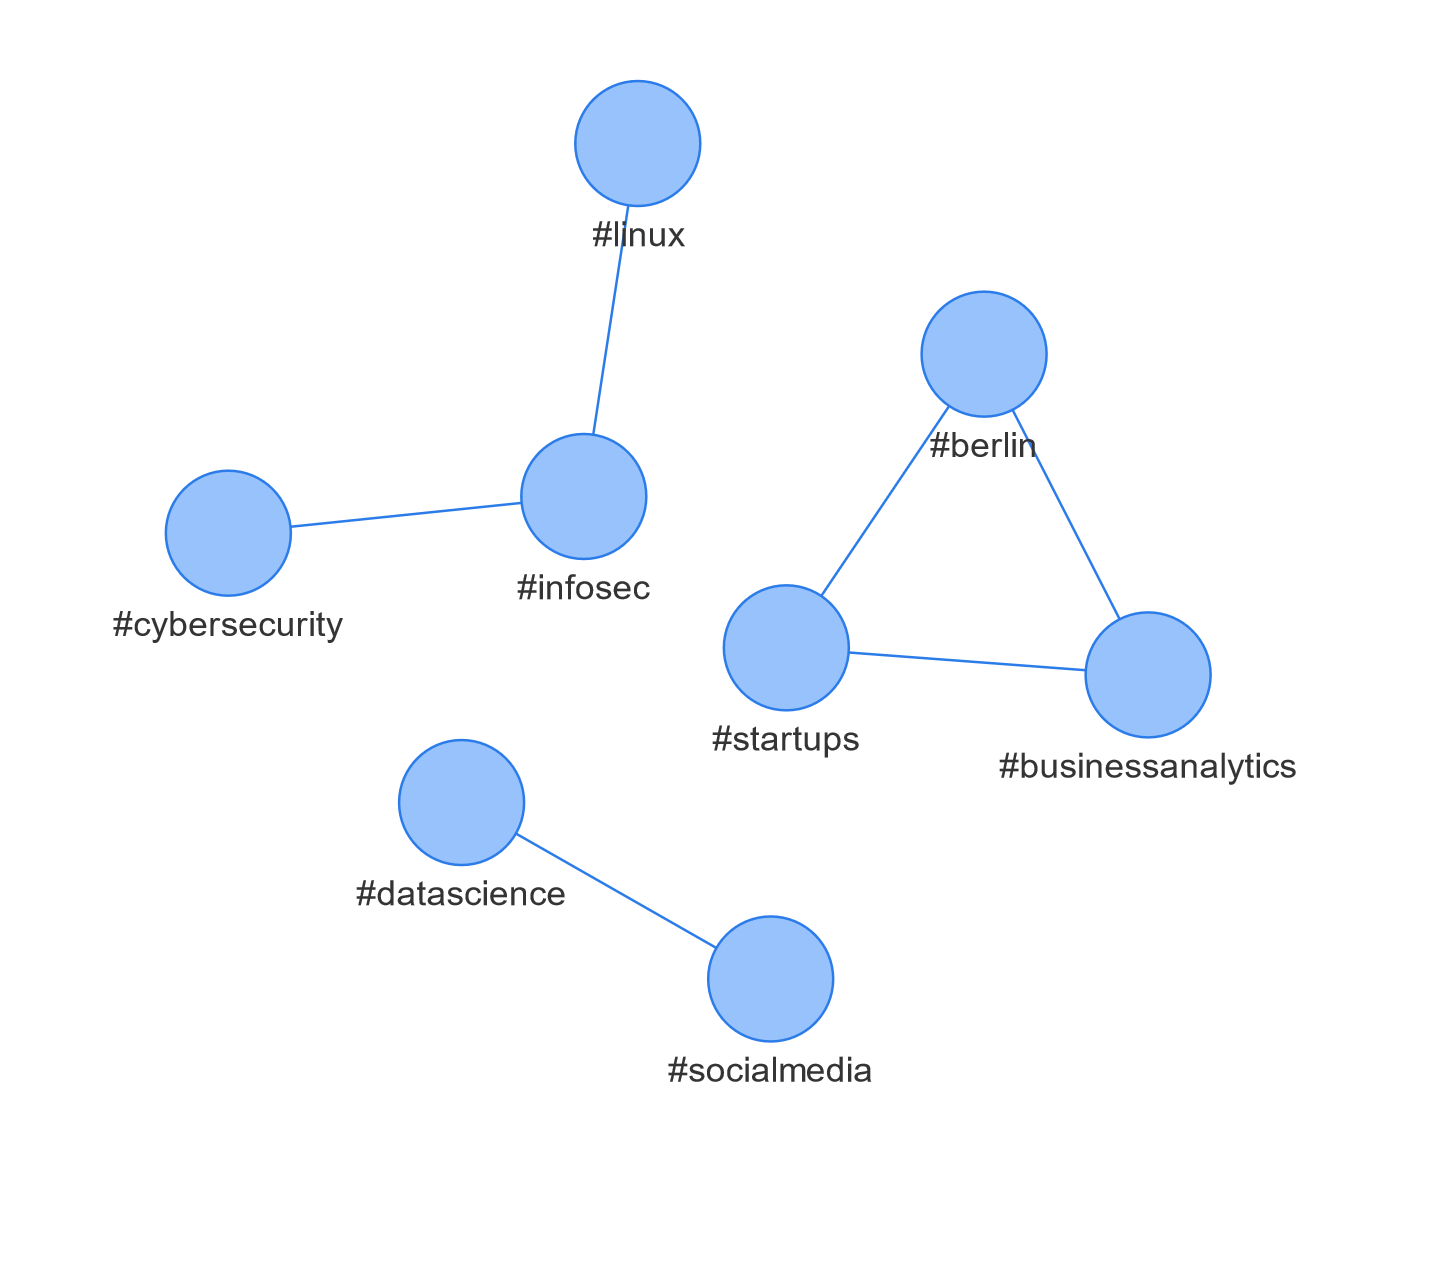 #linux
#berlin
#infosec
#cybersecurity
#startups
#businessanalytics
#datascience
#socialmedia